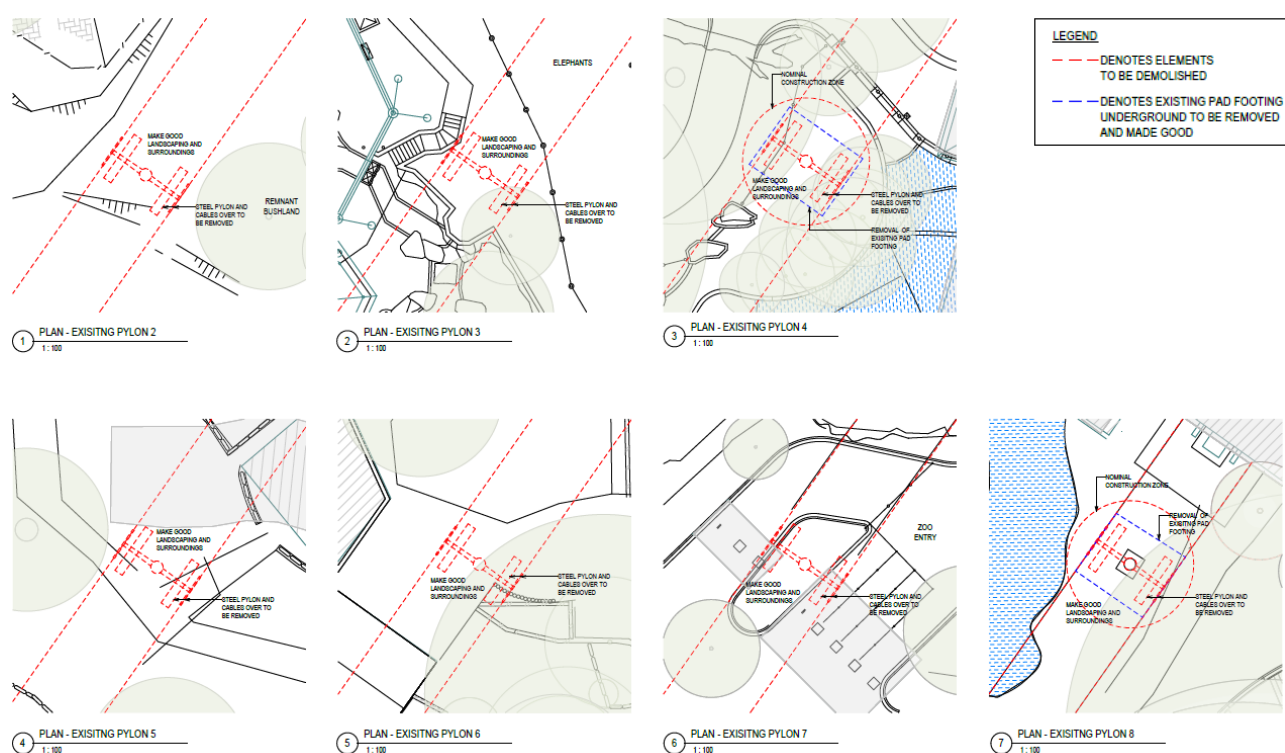 MAKE GOOD
LANDSCAPING AND
SURROUNDINGS
REMNANT
BUSHLAND
STEEL PYLON AND
CABLES OVER TO
BE REMOVED
1
PLAN - EXISITNG PYLON 2
1 : 100
ELEPHANTS
MAKE GOOD
LANDSCAPING AND
SURROUNDINGS
STEEL PYLON AND
CABLES OVER TO
BE REMOVED
2
PLAN - EXISITNG PYLON 3
1 : 100
NOMINAL
CONSTRUCTION ZONE
MAKE GOOD
LANDSCAPING AND
SURROUNDINGS
STEEL PYLON AND
CABLES OVER TO
BE REMOVED
REMOVAL OF
EXISITNG PAD
FOOTING
3
PLAN - EXISITNG PYLON 4
1 : 100
LEGEND
DENOTES ELEMENTS
TO BE DEMOLISHED
DENOTES EXISTING PAD FOOTING
UNDERGROUND TO BE REMOVED
AND MADE GOOD
MAKE GOOD
LANDSCAPING AND
SURROUNDINGS
STEEL PYLON AND
CABLES OVER TO
BE REMOVED
4
PLAN - EXISITNG PYLON 5
1 : 100
MAKE GOOD
LANDSCAPING AND
SURROUNDINGS
STEEL PYLON AND
CABLES OVER TO
BE REMOVED
5
PLAN - EXISITNG PYLON 6
1 : 100
ZOO
ENTRY
MAKE GOOD
LANDSCAPING AND
SURROUNDINGS
STEEL PYLON AND
CABLES OVER TO
BE REMOVED
6
PLAN - EXISITNG PYLON 7
1 : 100
NOMINAL
CONSTRUCTION ZONE
REMOVAL OF
EXISITNG PAD
FOOTING
STEEL PYLON AND
CABLES OVER TO
BE REMOVED
MAKE GOOD
LANDSCAPING AND
SURROUNDINGS
7
PLAN - EXISITNG PYLON 8
1 : 100